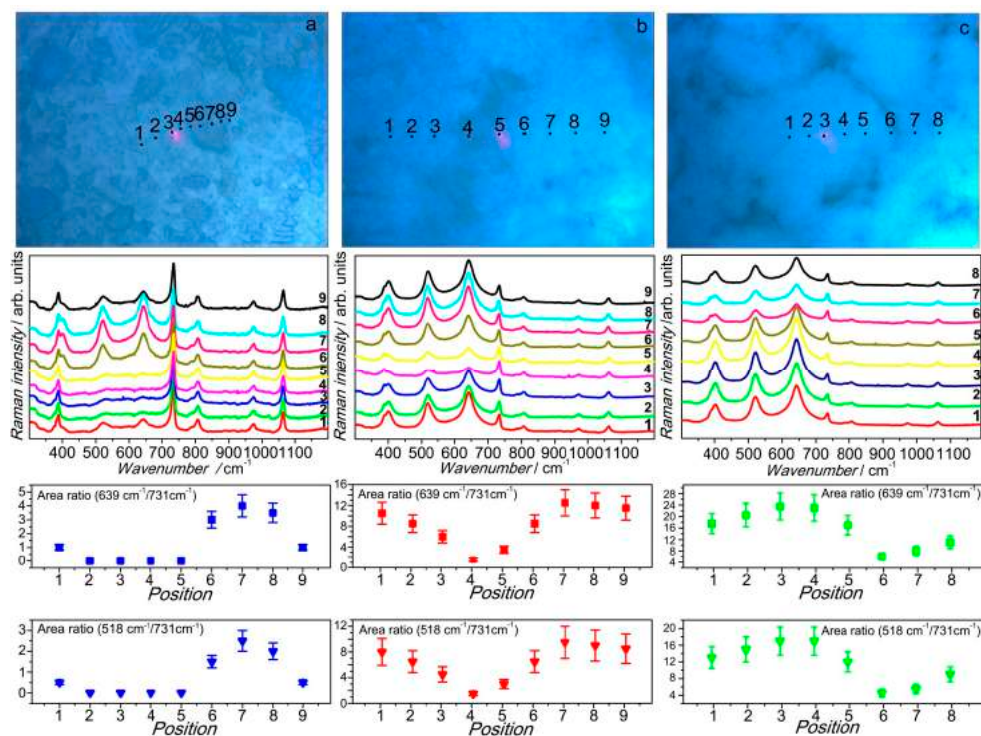 a
1 2 3 4 5 6 7 8 9
b
1 2 3 4 5 6 7 8 9
c
1 2 3 4 5 6 7 8
Raman intensity / arb. units
9
8
7
6
5
4
3
2
1
400 500 600 700 800 900 1000 1100
Wavenumber / cm⁻¹
Raman intensity / arb. units
9
8
7
6
5
4
3
2
1
400 500 600 700 800 900 1000 1100
Wavenumber / cm⁻¹
Raman intensity / arb. units
8
7
6
5
4
3
2
1
400 500 600 700 800 900 1000 1100
Wavenumber / cm⁻¹
Area ratio (639 cm⁻¹/731cm⁻¹)
5
4
3
2
1
0
1 2 3 4 5 6 7 8 9
Position
Area ratio (639 cm⁻¹/731cm⁻¹)
16
12
8
4
0
1 2 3 4 5 6 7 8 9
Position
Area ratio (639 cm⁻¹/731cm⁻¹)
28
24
20
16
12
8
4
1 2 3 4 5 6 7 8
Position
Area ratio (518 cm⁻¹/731cm⁻¹)
3
2
1
0
1 2 3 4 5 6 7 8 9
Position
Area ratio (518 cm⁻¹/731cm⁻¹)
12
8
4
0
1 2 3 4 5 6 7 8 9
Position
Area ratio (518 cm⁻¹/731cm⁻¹)
20
16
12
8
4
1 2 3 4 5 6 7 8
Position